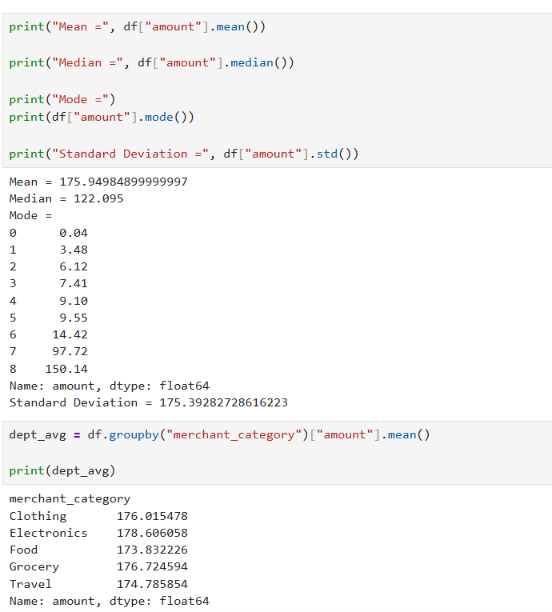 print("Mean =", df["amount"].mean())
print("Median =", df["amount"].median())
print("Mode =")
print(df["amount"].mode())
print("Standard Deviation =", df["amount"].std())
Mean = 175.94984899999997
Median = 122.095
Mode =
0 0.04
1 3.48
2 6.12
3 7.41
4 9.10
5 9.55
6 14.42
7 97.72
8 150.14
Name: amount, dtype: float64
Standard Deviation = 175.39282728616223
dept_avg = df.groupby("merchant_category")["amount"].mean()
print(dept_avg)
merchant_category
Clothing 176.015478
Electronics 178.606058
Food 173.832226
Grocery 176.724594
Travel 174.785854
Name: amount, dtype: float64